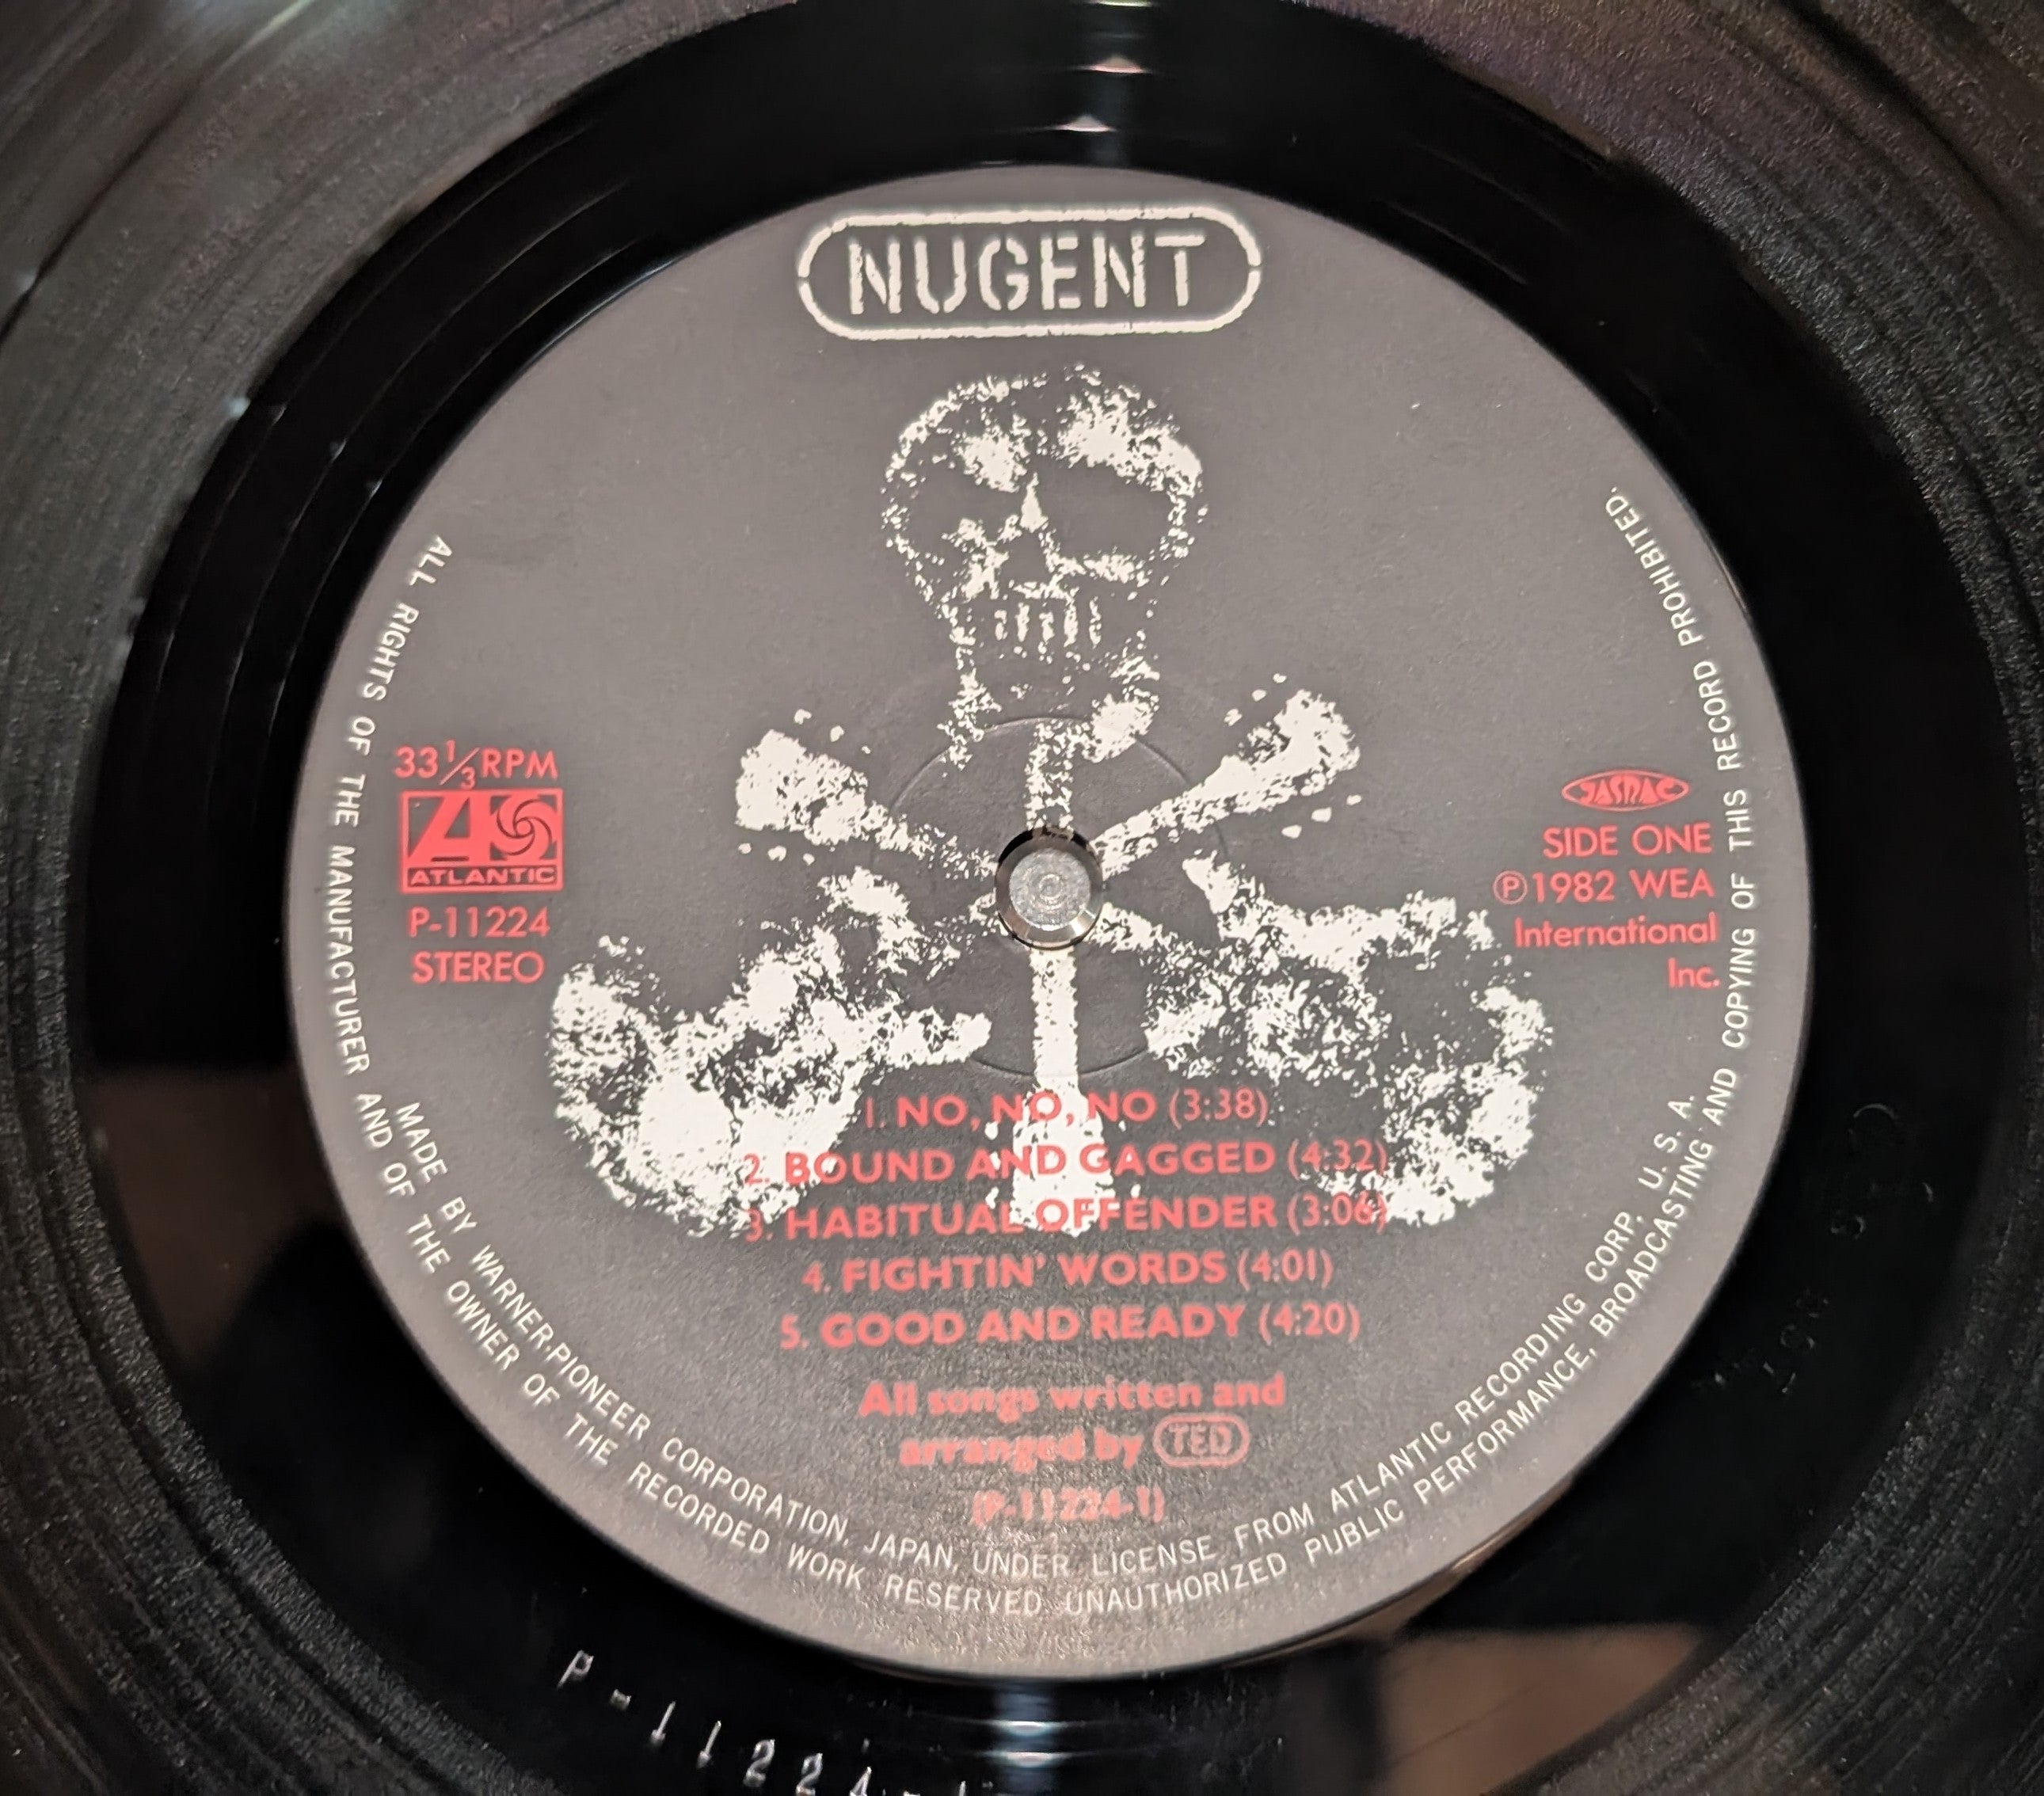 NUGENT
33⅓RPM
ATLANTIC
P-11224
STEREO
JASRAC
SIDE ONE
Ⓟ1982 WEA
International
Inc.
1. NO, NO, NO (3:38)
2. BOUND AND GAGGED (4:32)
3. HABITUAL OFFENDER (3:06)
4. FIGHTIN' WORDS (4:01)
5. GOOD AND READY (4:20)
All songs written and
arranged by TED
(P-11224-1)
MADE BY WARNER-PIONEER CORPORATION, JAPAN, UNDER LICENSE FROM ATLANTIC RECORDING CORP. U. S. A.
ALL RIGHTS OF THE MANUFACTURER AND OF THE OWNER OF THE RECORDED WORK RESERVED UNAUTHORIZED PUBLIC PERFORMANCE, BROADCASTING AND COPYING OF THIS RECORD PROHIBITED.
P-11224-